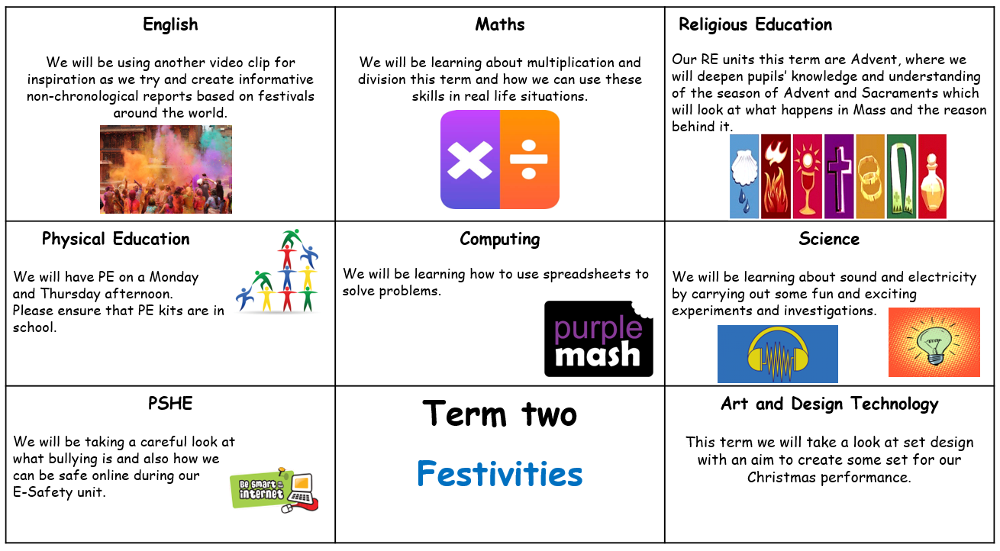 English
We will be using another video clip for
inspiration as we try and create informative
non-chronological reports based on festivals
around the world.
Maths
We will be learning about multiplication and
division this term and how we can use these
skills in real life situations.
Religious Education
Our RE units this term are Advent, where we
will deepen pupils’ knowledge and understanding
of the season of Advent and Sacraments which
will look at what happens in Mass and the reason
behind it.
Physical Education
We will have PE on a Monday
and Thursday afternoon.
Please ensure that PE kits are in
school.
Computing
We will be learning how to use spreadsheets to
solve problems.
purple
mash
Science
We will be learning about sound and electricity
by carrying out some fun and exciting
experiments and investigations.
PSHE
We will be taking a careful look at
what bullying is and also how we
can be safe online during our
E-Safety unit.
Be smart on the
internet
Term two
Festivities
Art and Design Technology
This term we will take a look at set design
with an aim to create some set for our
Christmas performance.